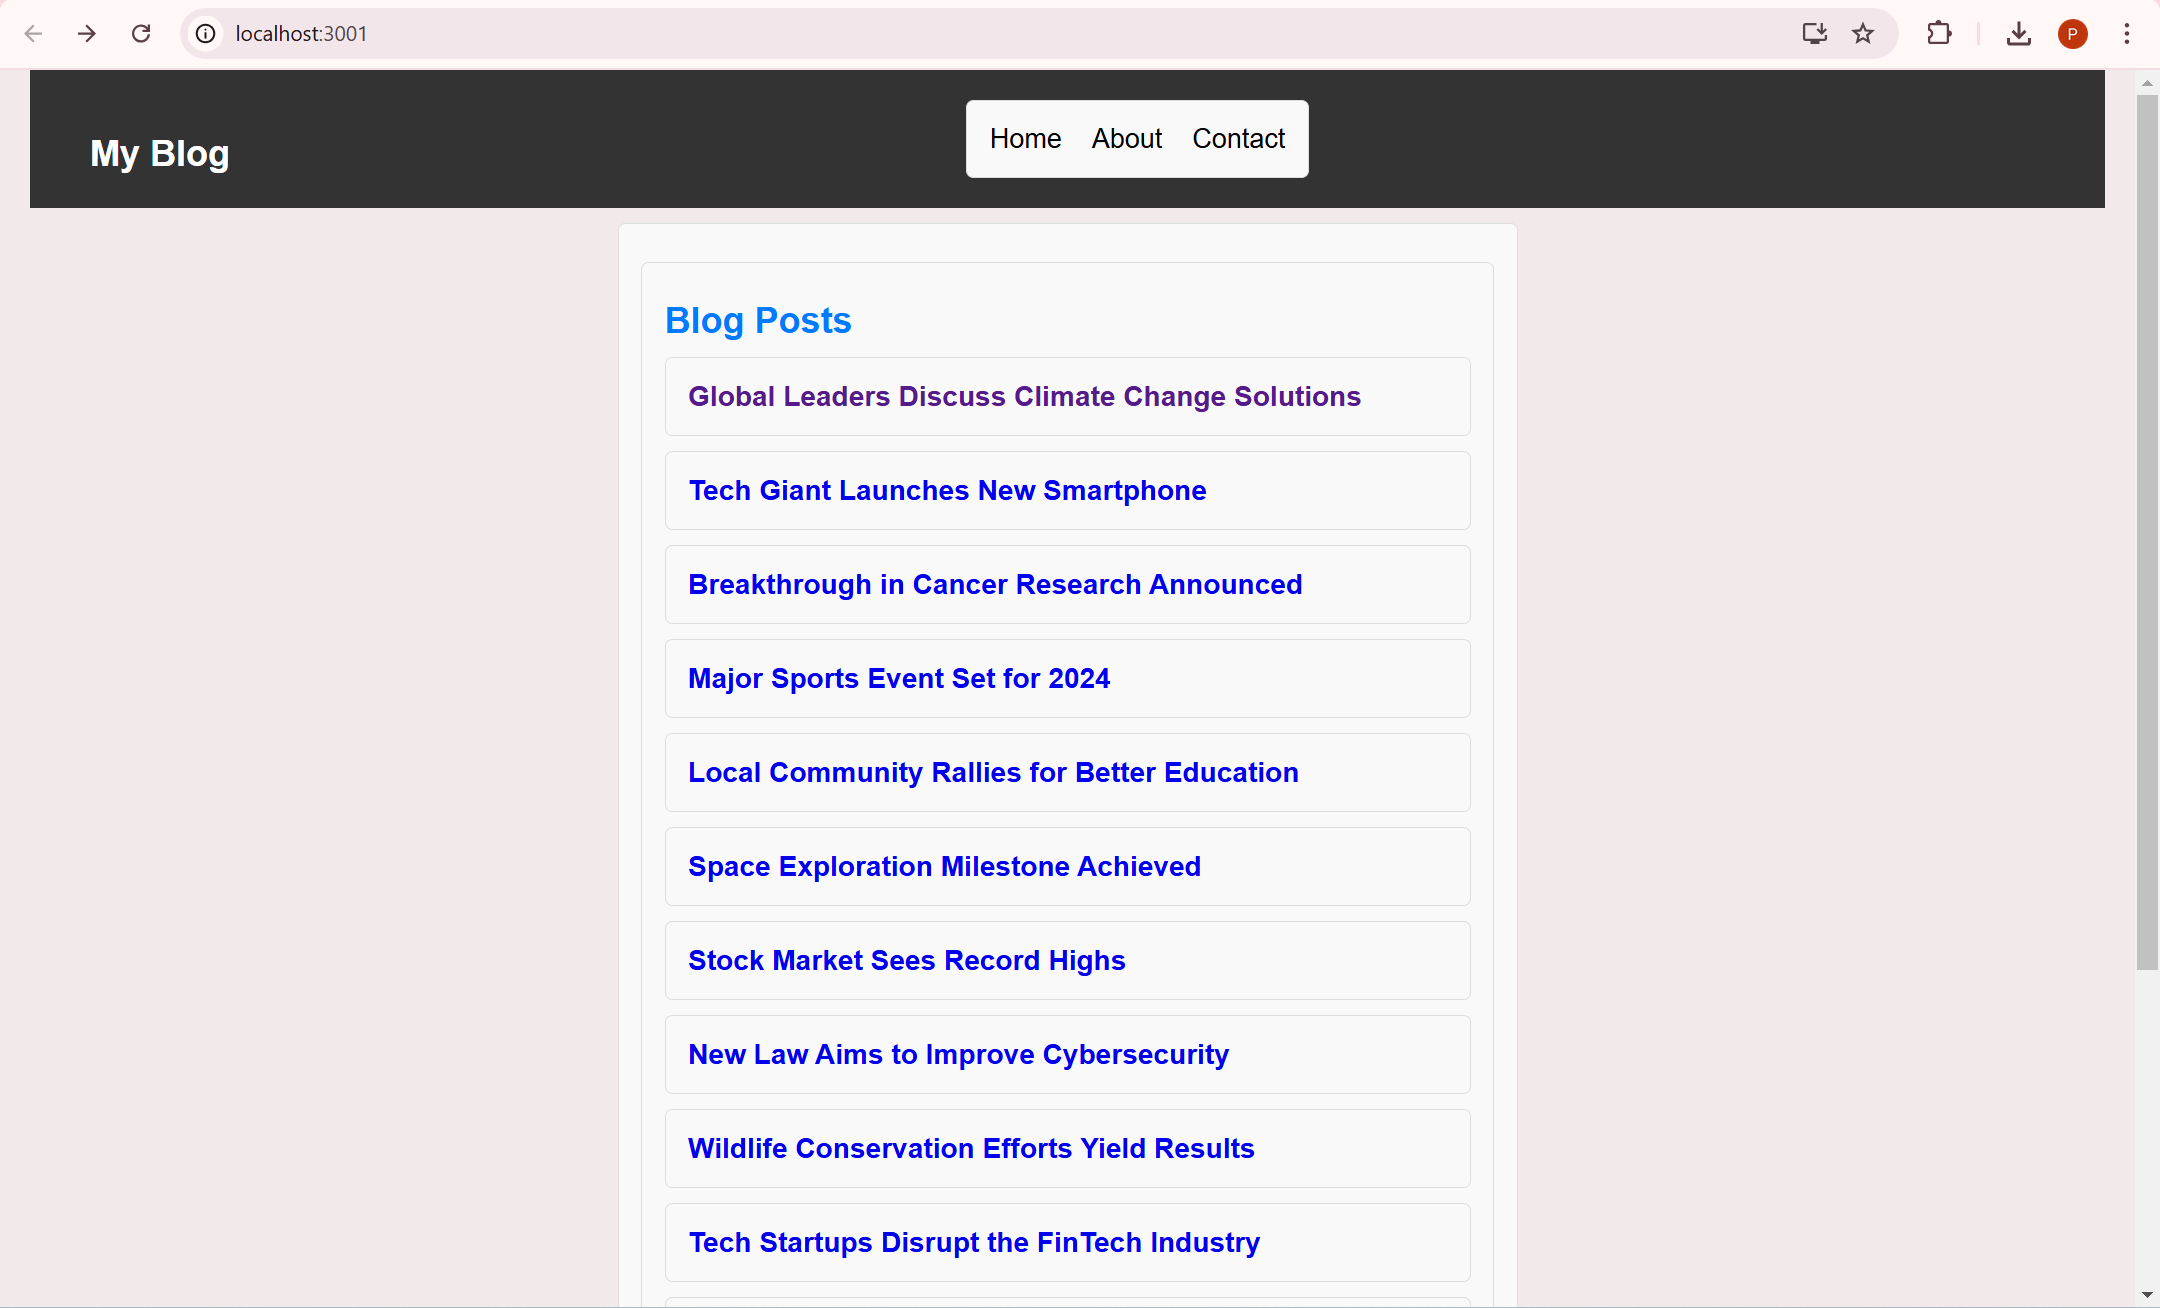 localhost:3001
P
My Blog
Home About Contact
Blog Posts
Global Leaders Discuss Climate Change Solutions
Tech Giant Launches New Smartphone
Breakthrough in Cancer Research Announced
Major Sports Event Set for 2024
Local Community Rallies for Better Education
Space Exploration Milestone Achieved
Stock Market Sees Record Highs
New Law Aims to Improve Cybersecurity
Wildlife Conservation Efforts Yield Results
Tech Startups Disrupt the FinTech Industry